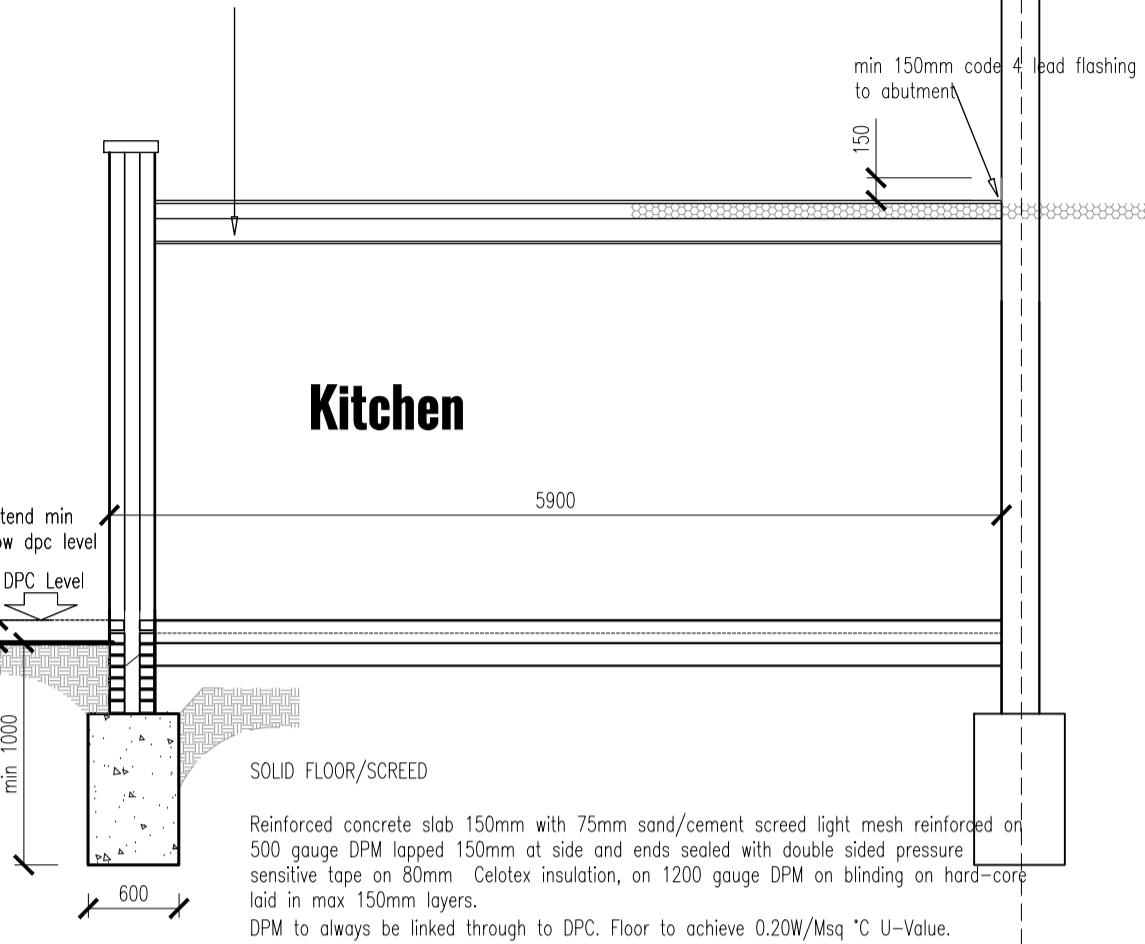 min 150mm code 4 lead flashing
to abutment
150
Kitchen
5900
tend min
ow dpc level
DPC Level
min 1000
600
SOLID FLOOR/SCREED
Reinforced concrete slab 150mm with 75mm sand/cement screed light mesh reinforced on
500 gauge DPM lapped 150mm at side and ends sealed with double sided pressure
sensitive tape on 80mm Celotex insulation, on 1200 gauge DPM on blinding on hard-core
laid in max 150mm layers.
DPM to always be linked through to DPC. Floor to achieve 0.20W/Msq °C U-Value.